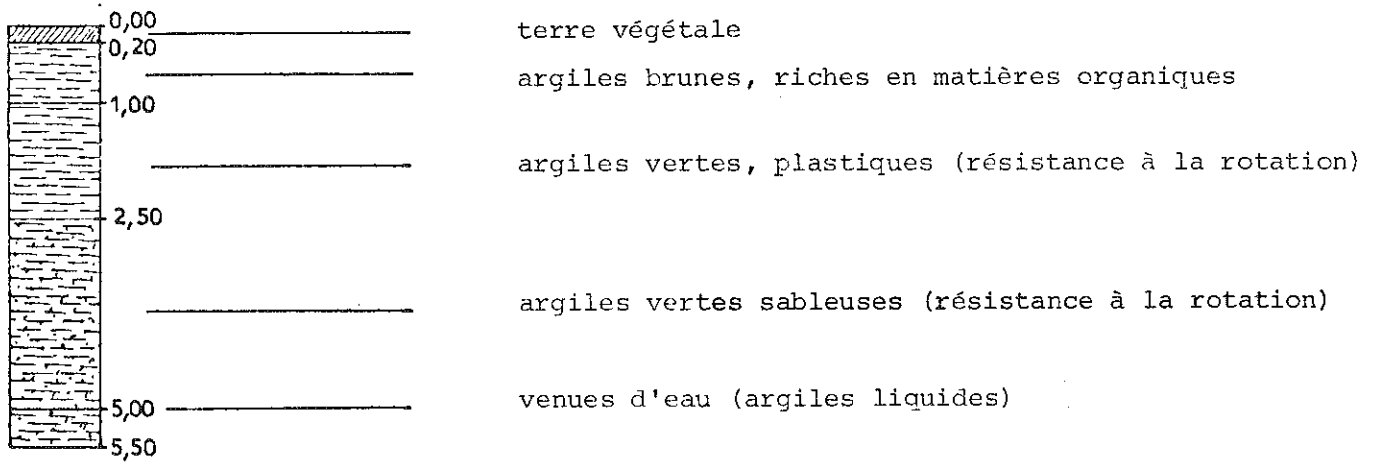 0,00
terre végétale
0,20
argiles brunes, riches en matières organiques
1,00
argiles vertes, plastiques (résistance à la rotation)
2,50
argiles vertes sableuses (résistance à la rotation)
5,00
venues d'eau (argiles liquides)
5,50